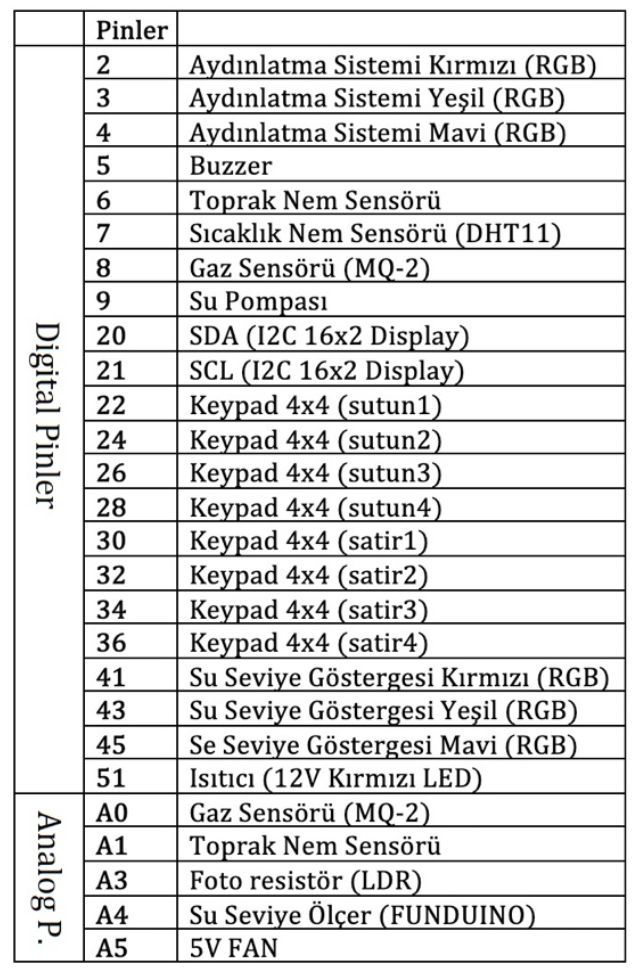 Pinler
Digital Pinler
2 Aydınlatma Sistemi Kırmızı (RGB)
3 Aydınlatma Sistemi Yeşil (RGB)
4 Aydınlatma Sistemi Mavi (RGB)
5 Buzzer
6 Toprak Nem Sensörü
7 Sıcaklık Nem Sensörü (DHT11)
8 Gaz Sensörü (MQ-2)
9 Su Pompası
20 SDA (I2C 16x2 Display)
21 SCL (I2C 16x2 Display)
22 Keypad 4x4 (sutun1)
24 Keypad 4x4 (sutun2)
26 Keypad 4x4 (sutun3)
28 Keypad 4x4 (sutun4)
30 Keypad 4x4 (satir1)
32 Keypad 4x4 (satir2)
34 Keypad 4x4 (satir3)
36 Keypad 4x4 (satir4)
41 Su Seviye Göstergesi Kırmızı (RGB)
43 Su Seviye Göstergesi Yeşil (RGB)
45 Se Seviye Göstergesi Mavi (RGB)
51 Isıtıcı (12V Kırmızı LED)
Analog P.
A0 Gaz Sensörü (MQ-2)
A1 Toprak Nem Sensörü
A3 Foto resistör (LDR)
A4 Su Seviye Ölçer (FUNDUINO)
A5 5V FAN